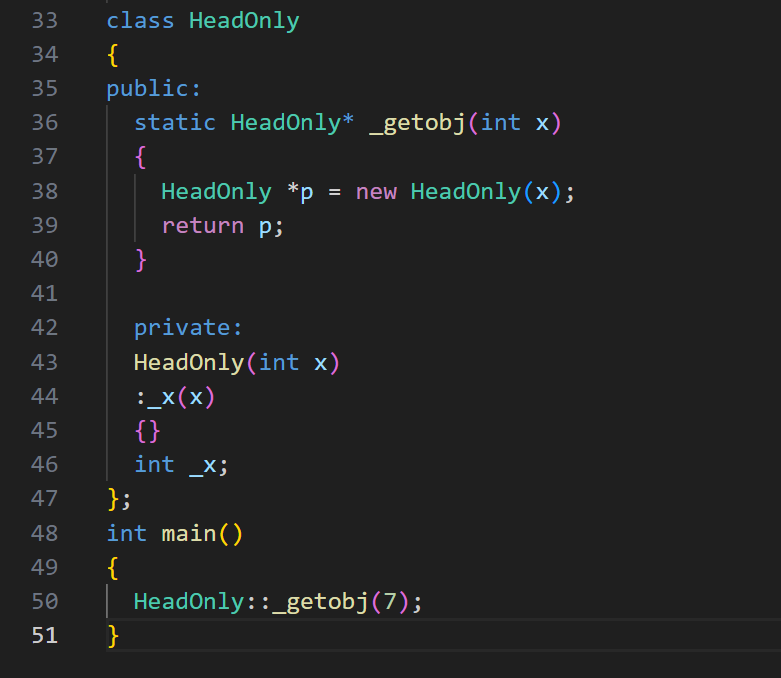 33 class HeadOnly
34 {
35 public:
36 static HeadOnly* _getobj(int x)
37 {
38 HeadOnly *p = new HeadOnly(x);
39 return p;
40 }
41
42 private:
43 HeadOnly(int x)
44 :_x(x)
45 {}
46 int _x;
47 };
48 int main()
49 {
50 HeadOnly::_getobj(7);
51 }